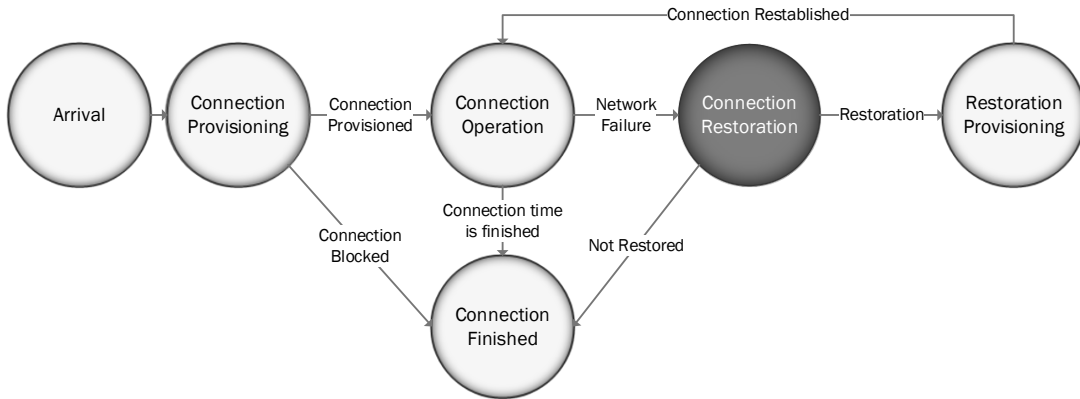 Connection Restablished
Arrival
Connection
Provisioning
Connection
Provisioned
Connection
Operation
Network
Failure
Connection
Restoration
Restoration
Restoration
Provisioning
Connection time
is finished
Connection
Blocked
Not Restored
Connection
Finished